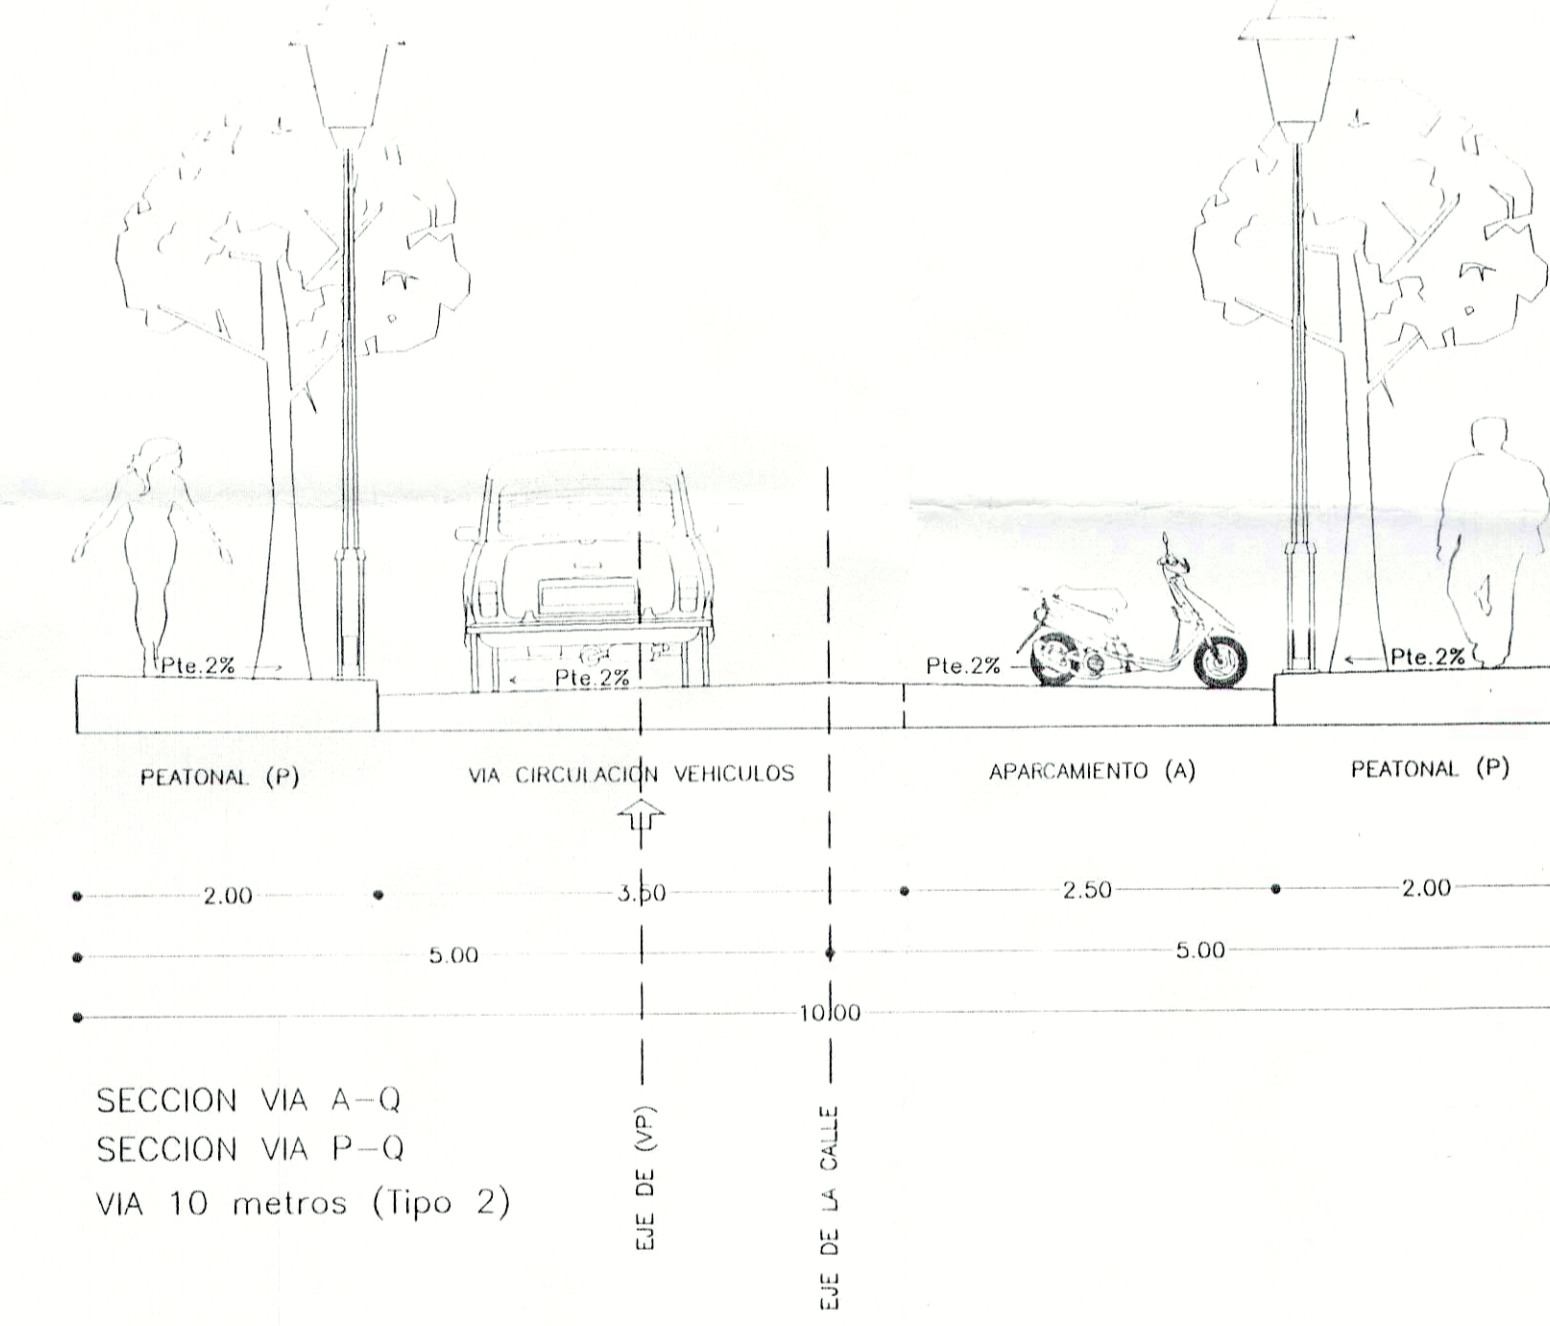 Pte.2%
Pte.2%
Pte.2%
Pte.2%
PEATONAL (P)
VIA CIRCULACION VEHICULOS
APARCAMIENTO (A)
PEATONAL (P)
2.00
3.50
2.50
2.00
5.00
5.00
10.00
SECCION VIA A-Q
SECCION VIA P-Q
VIA 10 metros (Tipo 2)
EJE DE (VP)
EJE DE LA CALLE